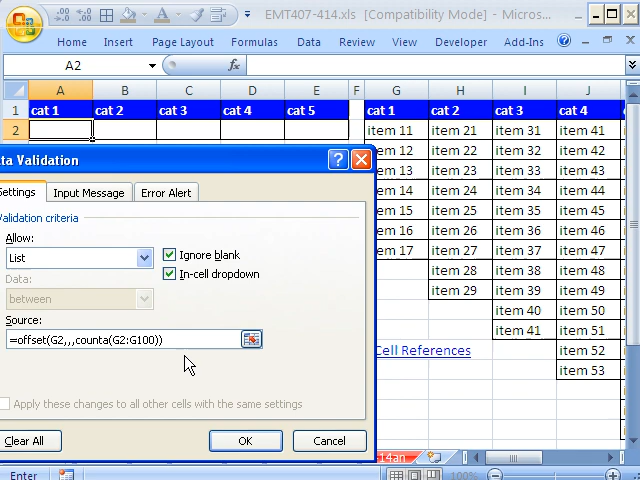 EMT407-414.xls [Compatibility Mode] - Micros...
Home Insert Page Layout Formulas Data Review View Developer Add-Ins
A2 fx
A B C D E F G H I J
1 cat 1 cat 2 cat 3 cat 4 cat 5 cat 1 cat 2 cat 3 cat 4
2 item 11 item 21 item 31 item 41
item 12 item 22 item 32 item 42
ta Validation ? item 13 item 23 item 33 item 43
item 14 item 24 item 34 item 44
Settings Input Message Error Alert
item 15 item 25 item 35 item 45
Validation criteria item 16 item 26 item 36 item 46
Allow: item 17 item 27 item 37 item 47
List Ignore blank
item 28 item 38 item 48
Data: In-cell dropdown
item 29 item 39 item 49
between
item 40 item 50
Source: item 41 item 51
=offset(G2,,,counta(G2:G100))
Cell References item 52
item 53
Apply these changes to all other cells with the same settings
Clear All OK Cancel
14an
Enter 100%